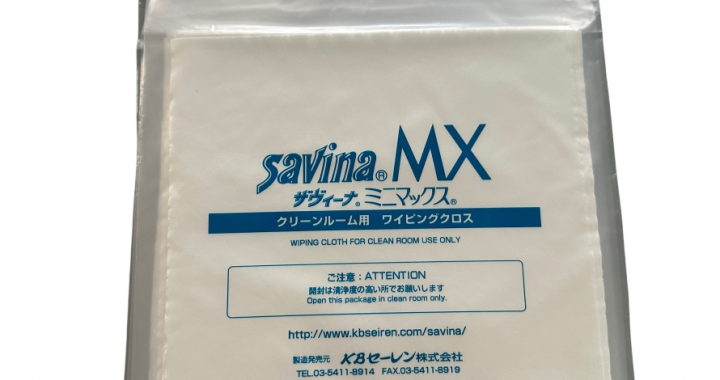 savina® MX
ザヴィーナ® ミニマックス®
クリーンルーム用 ワイピングクロス
WIPING CLOTH FOR CLEAN ROOM USE ONLY
ご注意：ATTENTION
開封は清浄度の高い所でお願いします
Open this package in clean room only.
http://www.kbseiren.com/savina/
製造発売元 KBセーレン株式会社
TEL.03-5411-8914 FAX.03-5411-8919